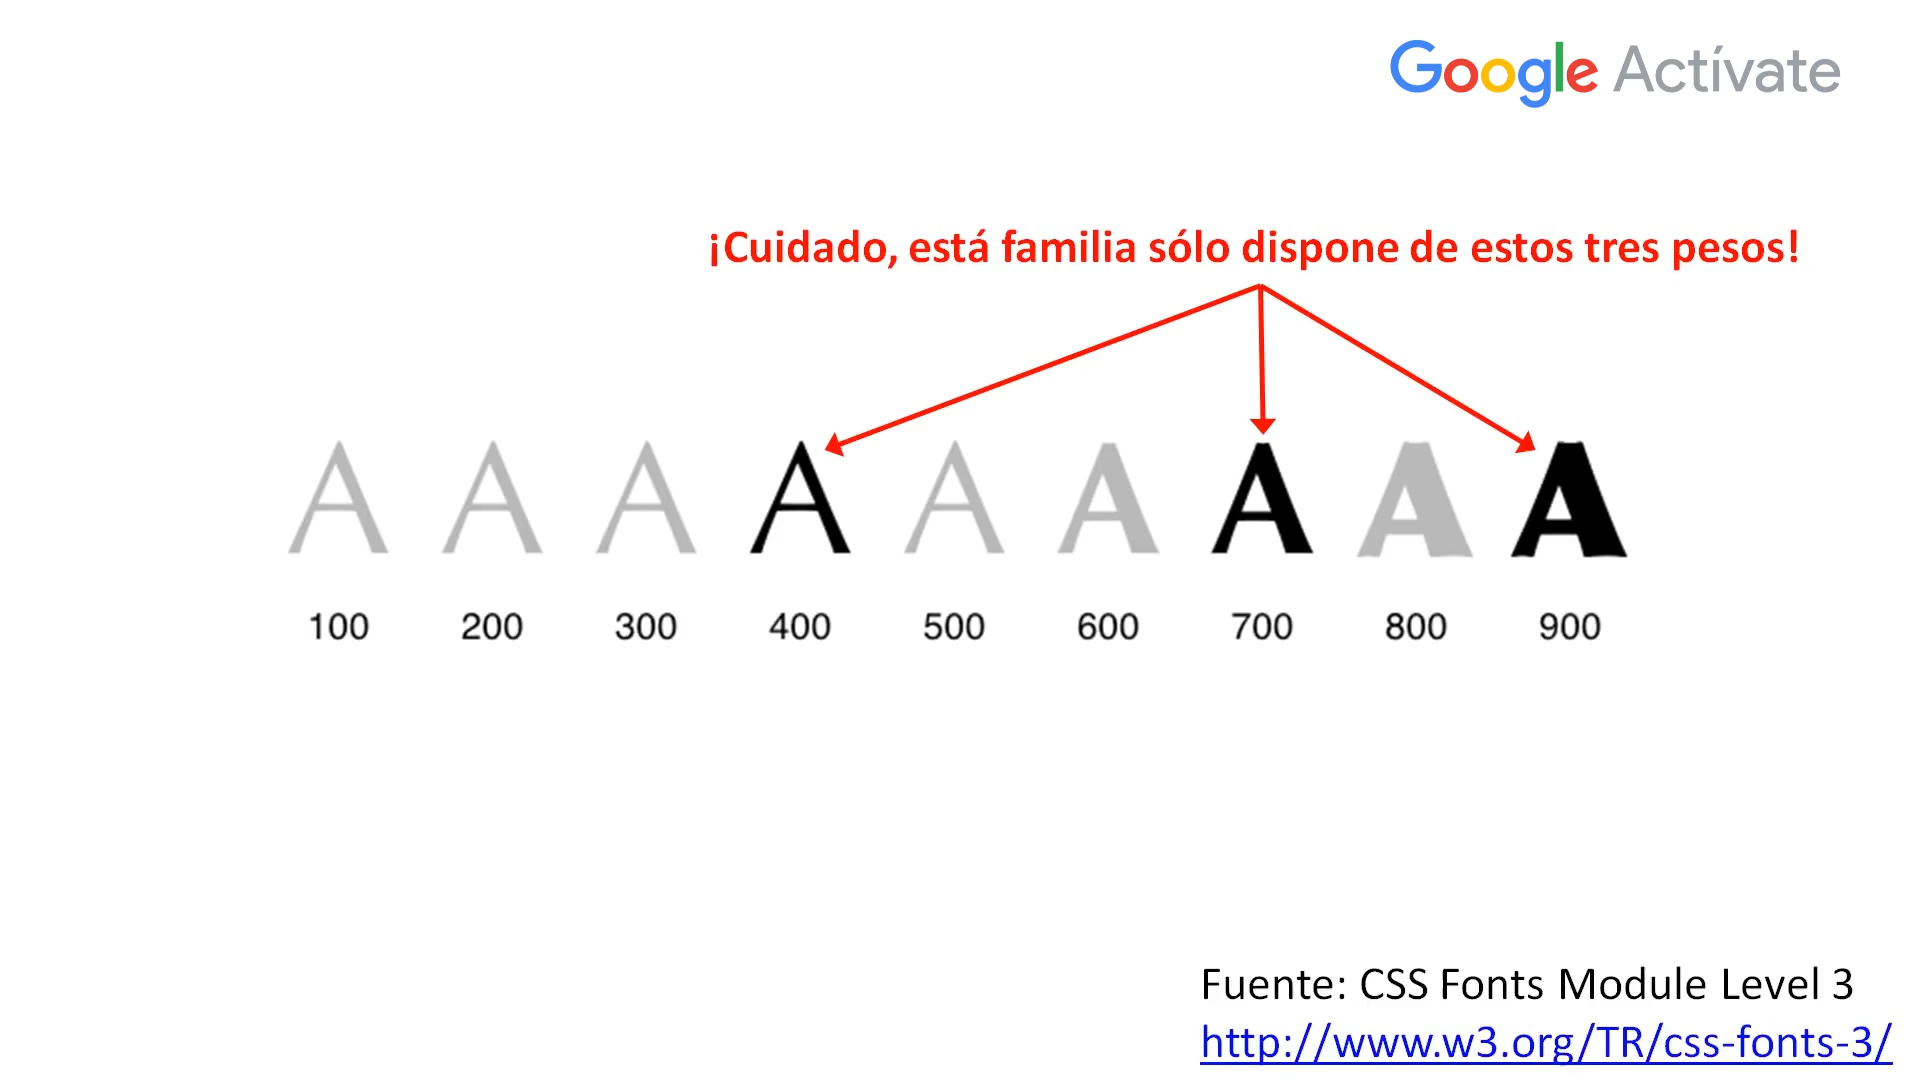 Google Actívate
¡Cuidado, está familia sólo dispone de estos tres pesos!
A A A A A A A A A
100 200 300 400 500 600 700 800 900
Fuente: CSS Fonts Module Level 3
http://www.w3.org/TR/css-fonts-3/